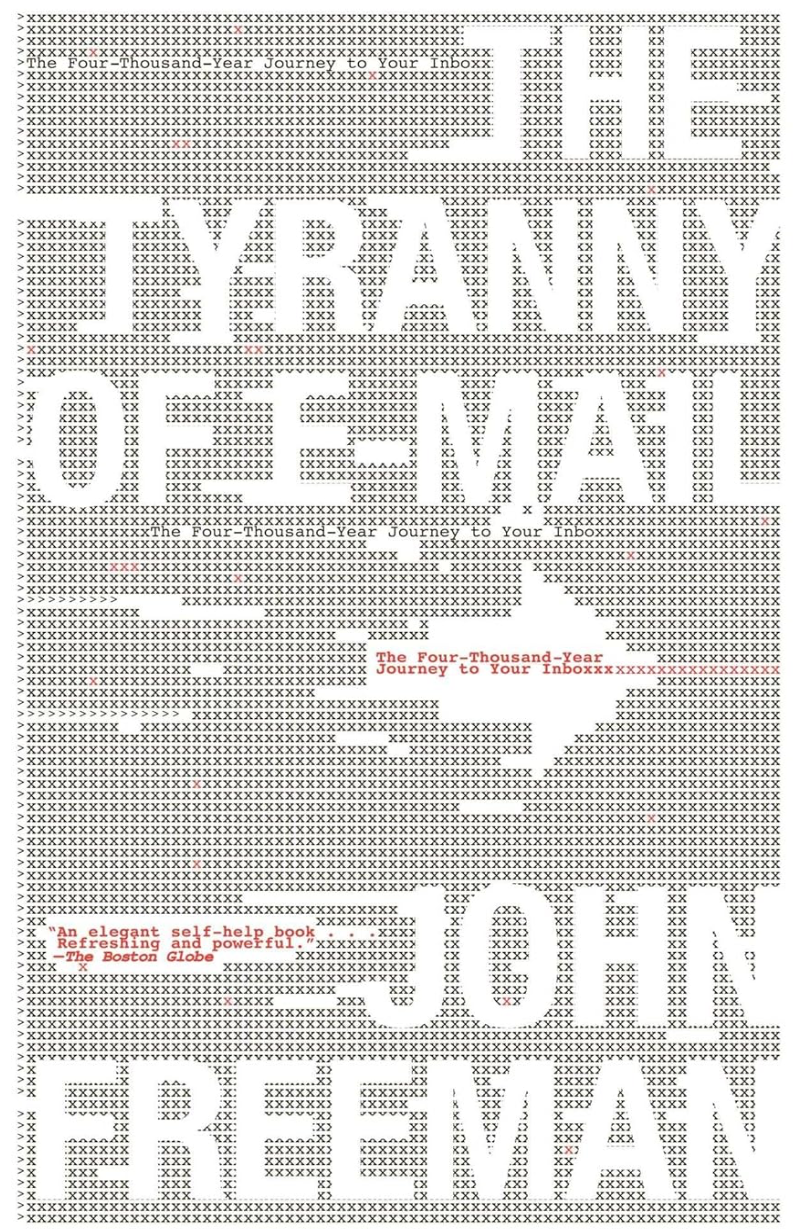 The Four-Thousand-Year Journey to Your Inbox
THE
TYRANNY
OF E-MAIL
The Four-Thousand-Year Journey to Your Inbox
The Four-Thousand-Year
Journey to Your Inboxxxxxxxxxxxxxxxxxxx
JOHN
“An elegant self-help book . . .
Refreshing and powerful.”
—The Boston Globe
FREEMAN